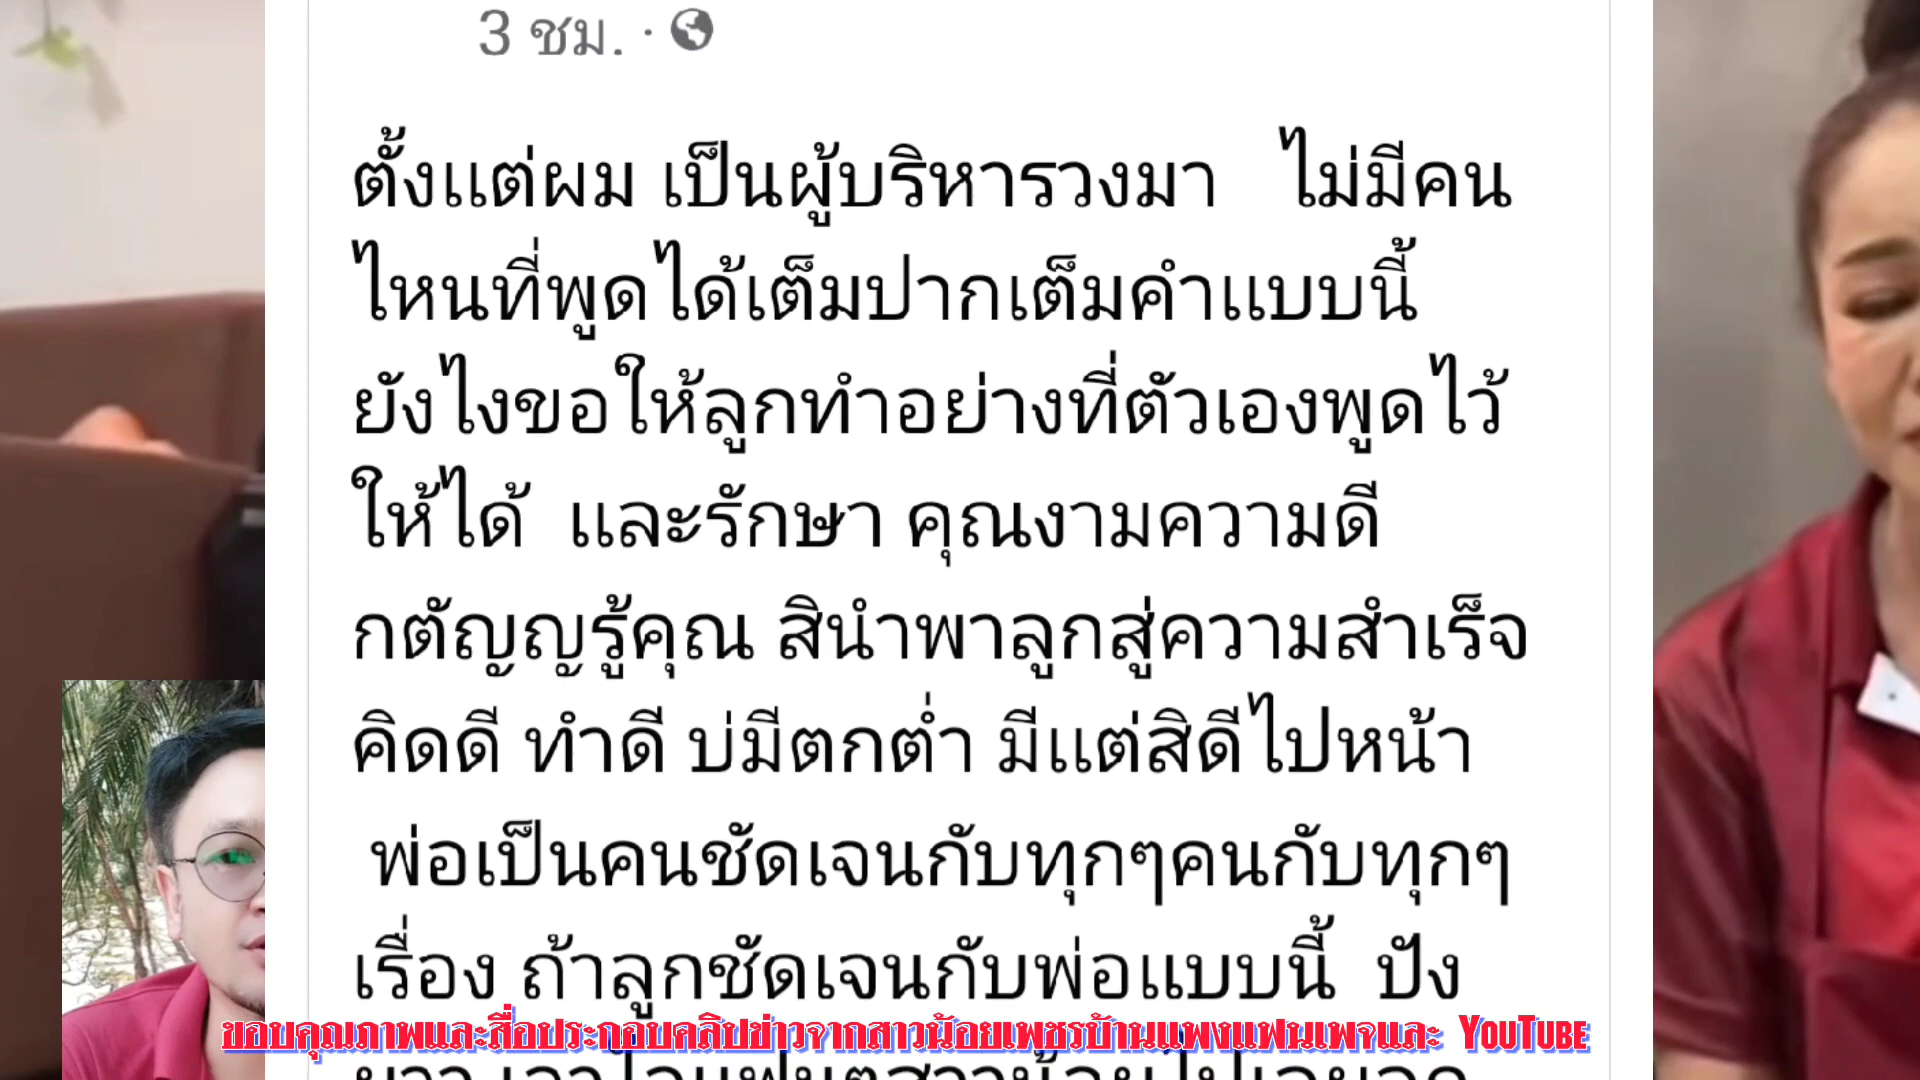 3 ชม. ·
ตั้งแต่ผม เป็นผู้บริหารวงมา ไม่มีคน
ไหนที่พูดได้เต็มปากเต็มคำแบบนี้
ยังไงขอให้ลูกทำอย่างที่ตัวเองพูดไว้
ให้ได้ และรักษา คุณงามความดี
กตัญญูรู้คุณ สินำพาลูกสู่ความสำเร็จ
คิดดี ทำดี บ่มีตกต่ำ มีแต่สิดีไปหน้า
พ่อเป็นคนชัดเจนกับทุกๆคนกับทุกๆ
เรื่อง ถ้าลูกชัดเจนกับพ่อแบบนี้ ปัง
ขอบคุณภาพและสื่อประกอบคลิปข่าวจากสาวน้อยเพชรบ้านแพงแฟนเพจและ YouTube